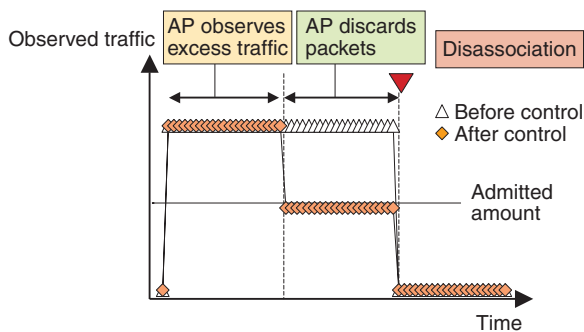 Observed traffic
AP observes
excess traffic
AP discards
packets
Disassociation
Before control
After control
Admitted
amount
Time